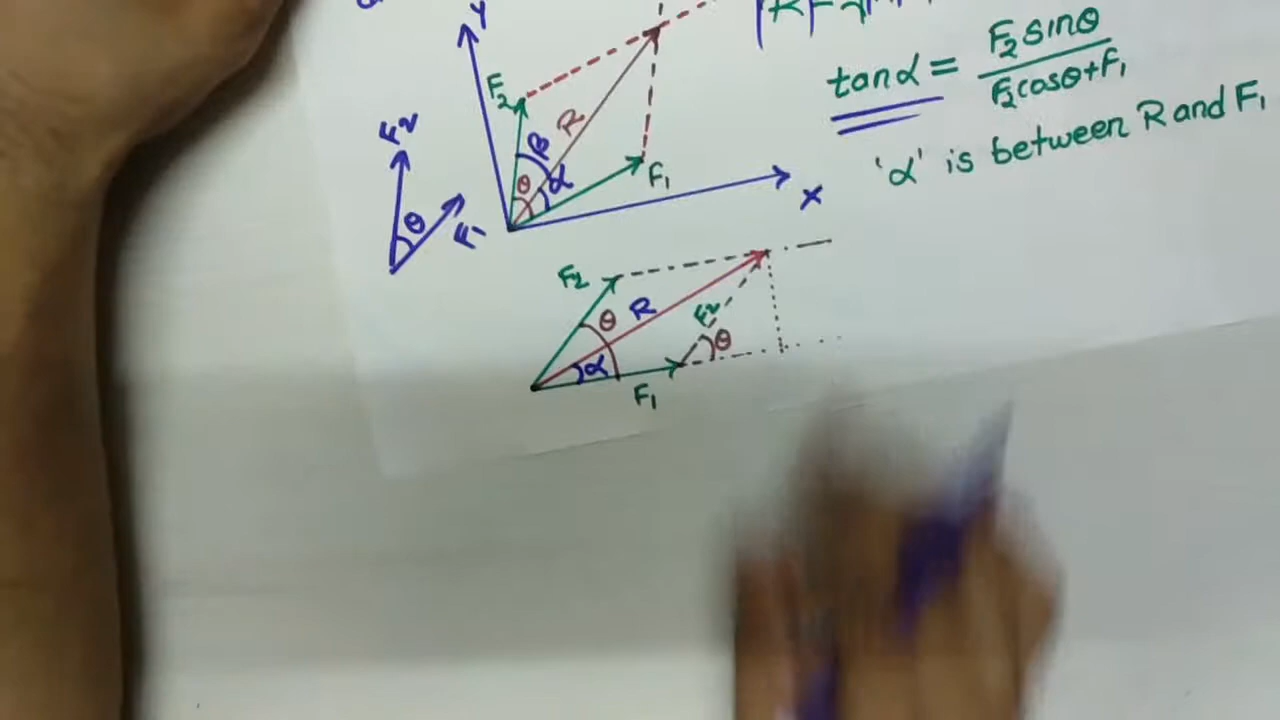 Y
tanα = F₂sinθ / F₂cosθ+F₁
'α' is between R and F₁
F₂
R
β
θ
α
F₁
X
F₂
θ
F₁
F₂
θ
R
F₂
θ
α
F₁